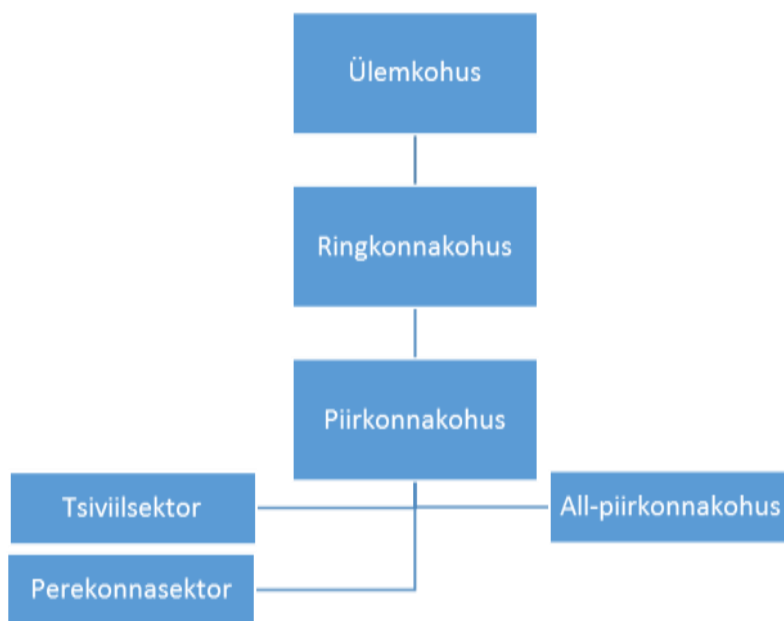 Ülemkohus
Ringkonnakohus
Piirkonnakohus
Tsiviilsektor
All-piirkonnakohus
Perekonnasektor